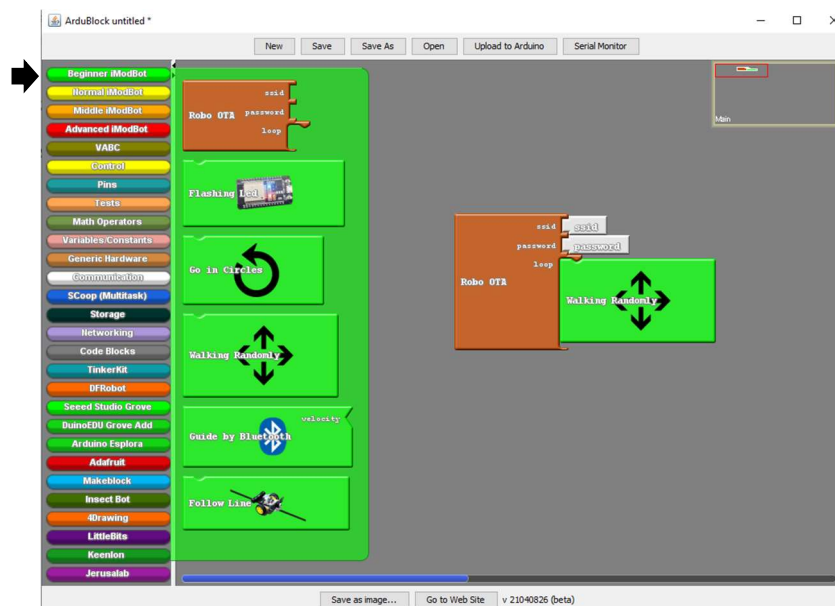 ArduBlock untitled *
New Save Save As Open Upload to Arduino Serial Monitor
Beginner iModBot
Normal iModBot
Middle iModBot
Advanced iModBot
VABC
Control
Pins
Tests
Math Operators
Variables/Constants
Generic Hardware
Communication
SCoop (Multitask)
Storage
Networking
Code Blocks
TinkerKit
DFRobot
Seeed Studio Grove
DuinoEDU Grove Add
Arduino Esplora
Adafruit
Makeblock
Insect Bot
4Drawing
LittleBits
Keenlon
Jerusalab
Robo OTA
ssid
password
loop
Flashing Led
Go in Circles
Walking Randomly
Guide by Bluetooth
velocity
Follow Line
Main
Robo OTA
ssid ssid
password password
loop
Walking Randomly
Save as image... Go to Web Site v 21040826 (beta)